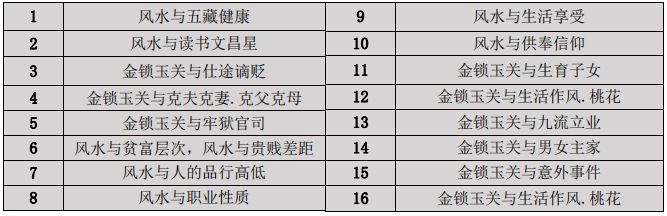 1 风水与五藏健康 9 风水与生活享受
2 风水与读书文昌星 10 风水与供奉信仰
3 金锁玉关与仕途谪贬 11 金锁玉关与生育子女
4 金锁玉关与克夫克妻.克父克母 12 金锁玉关与生活作风.桃花
5 金锁玉关与牢狱官司 13 金锁玉关与九流立业
6 风水与贫富层次，风水与贵贱差距 14 金锁玉关与男女主家
7 风水与人的品行高低 15 金锁玉关与意外事件
8 风水与职业性质 16 金锁玉关与生活作风.桃花